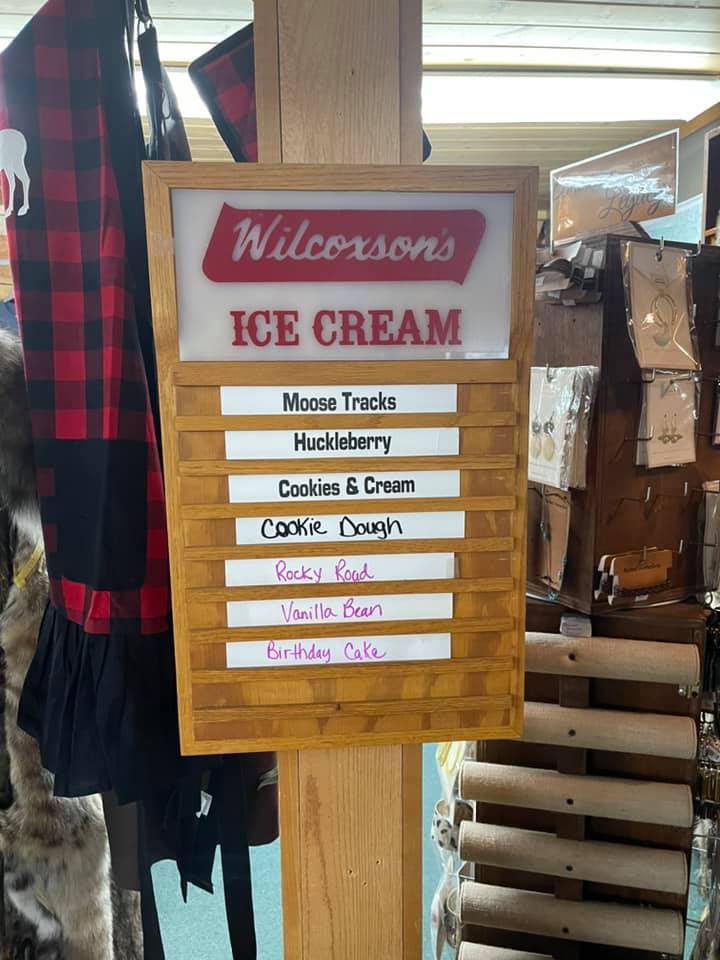 Wilcoxson's
ICE CREAM
Moose Tracks
Huckleberry
Cookies & Cream
Cookie Dough
Rocky Road
Vanilla Bean
Birthday Cake